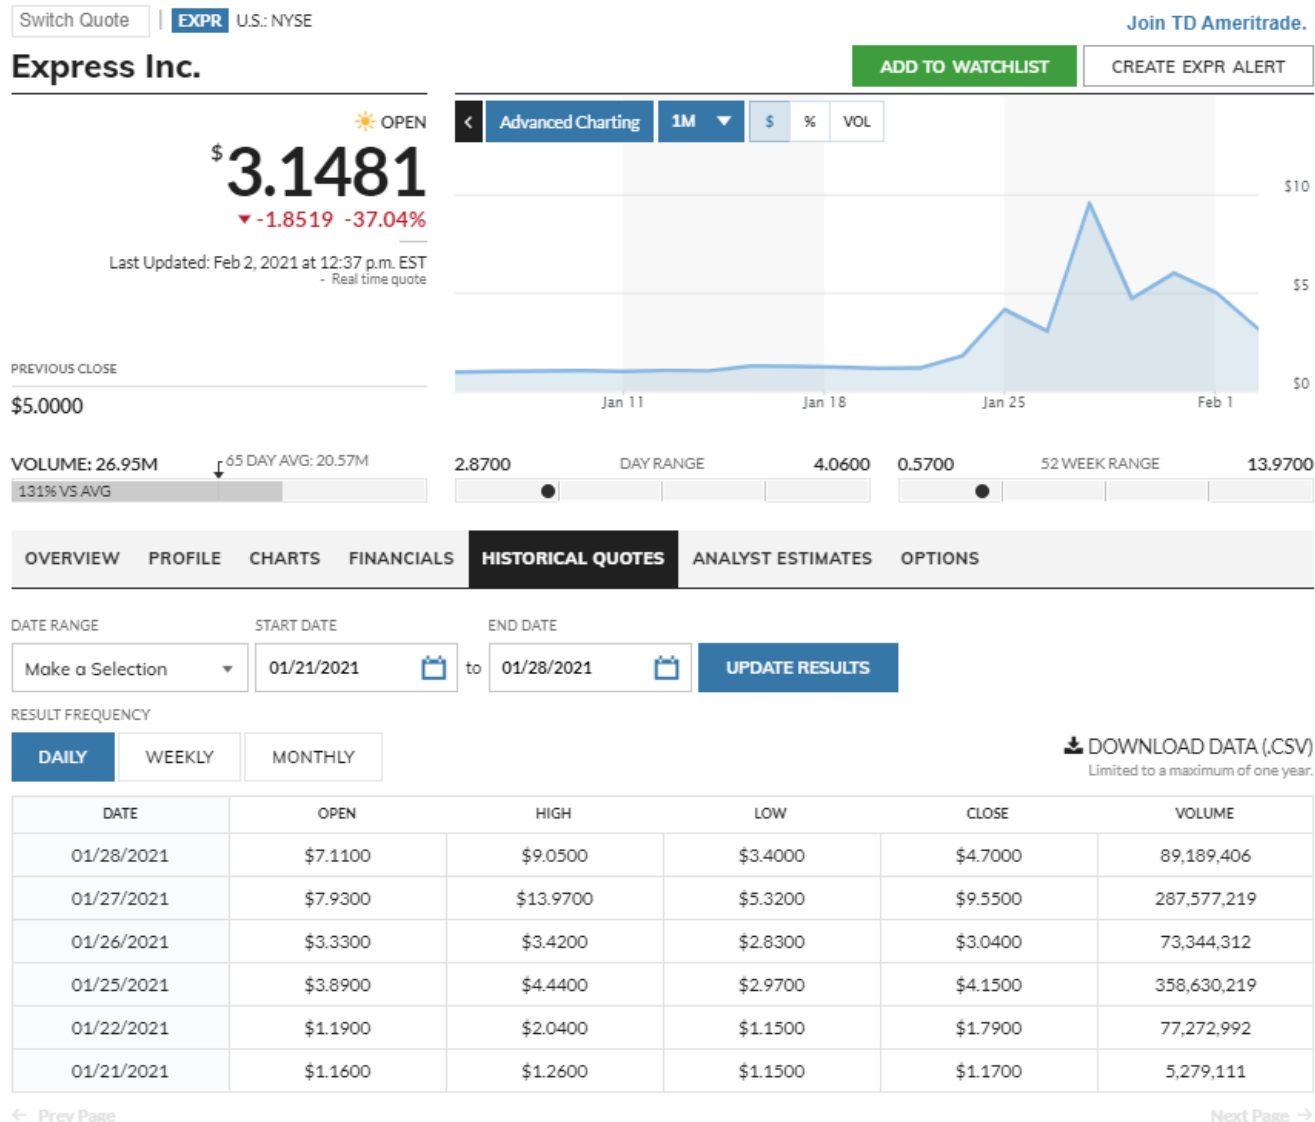 Switch Quote | EXPR U.S.: NYSE
Join TD Ameritrade.
Express Inc.
ADD TO WATCHLIST CREATE EXPR ALERT
OPEN
$3.1481
-1.8519 -37.04%
Last Updated: Feb 2, 2021 at 12:37 p.m. EST
- Real time quote
PREVIOUS CLOSE
$5.0000
< Advanced Charting 1M $ % VOL
$10
$5
$0
Jan 11 Jan 18 Jan 25 Feb 1
VOLUME: 26.95M 65 DAY AVG: 20.57M
131% VS AVG
2.8700 DAY RANGE 4.0600
0.5700 52 WEEK RANGE 13.9700
OVERVIEW PROFILE CHARTS FINANCIALS HISTORICAL QUOTES ANALYST ESTIMATES OPTIONS
DATE RANGE START DATE END DATE
Make a Selection 01/21/2021 to 01/28/2021 UPDATE RESULTS
RESULT FREQUENCY
DAILY WEEKLY MONTHLY
DOWNLOAD DATA (.CSV)
Limited to a maximum of one year.
DATE OPEN HIGH LOW CLOSE VOLUME
01/28/2021 $7.1100 $9.0500 $3.4000 $4.7000 89,189,406
01/27/2021 $7.9300 $13.9700 $5.3200 $9.5500 287,577,219
01/26/2021 $3.3300 $3.4200 $2.8300 $3.0400 73,344,312
01/25/2021 $3.8900 $4.4400 $2.9700 $4.1500 358,630,219
01/22/2021 $1.1900 $2.0400 $1.1500 $1.7900 77,272,992
01/21/2021 $1.1600 $1.2600 $1.1500 $1.1700 5,279,111
← Prev Page Next Page →